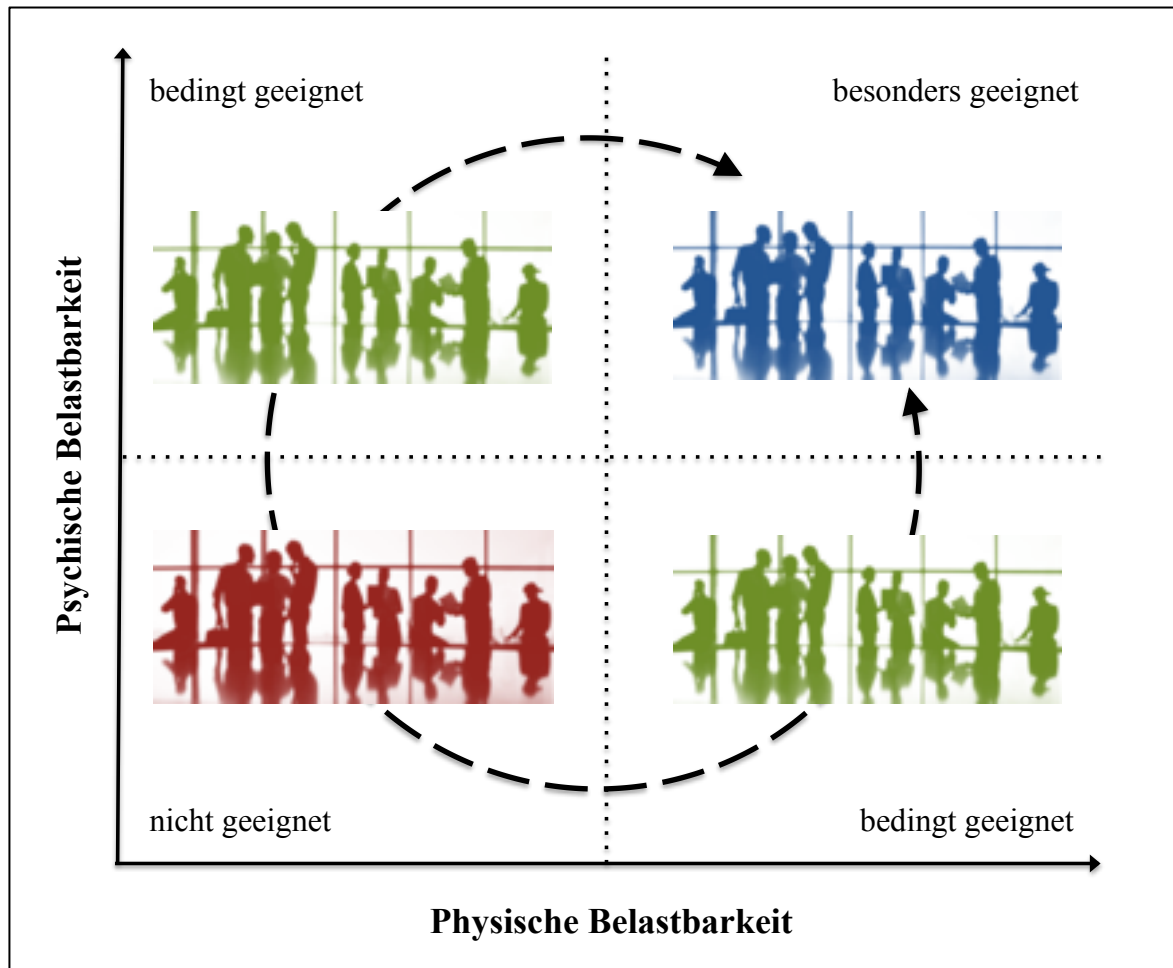 bedingt geeignet
besonders geeignet
Psychische Belastbarkeit
nicht geeignet
bedingt geeignet
Physische Belastbarkeit